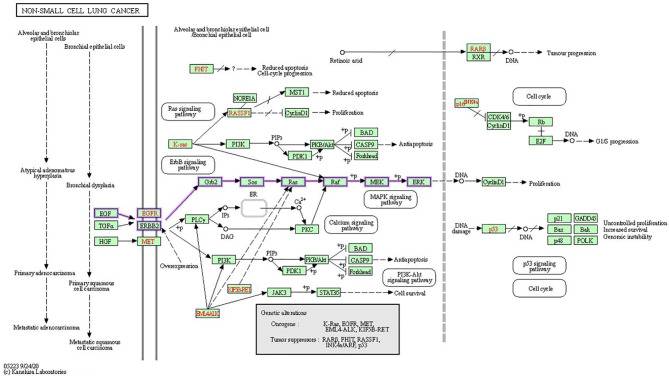 NON-SMALL CELL LUNG CANCER
Alveolar and bronchiolar
epithelial cells
Bronchial epithelial cells
Atypical adenomatous
hyperplasia
Bronchial dysplasia
Primary adenocarcinoma
Primary squamous
cell carcinoma
Metastatic adenocarcinoma
Metastatic squamous
cell carcinoma
Alveolar and bronchiolar epithelial cell
/Bronchial epithelial cell
Retinoic acid
RARβ
RXR
DNA
Tumour progression
FHIT
?
Reduced apoptosis
Cell-cycle progression
NORE1A
MST1
Reduced apoptosis
Ras signaling
pathway
RASSF1
CyclinD1
Proliferation
K-ras
PI3K
PIP3
PKB/Akt
PDK1
+p
+p
BAD
CASP9
Forkhead
Antiapoptosis
p16INK4a
CDK4/6
CyclinD1
+p
Rb
E2F
DNA
G1/S progression
Cell cycle
ErbB signaling
pathway
Grb2
Sos
Ras
Raf
+p
MEK
+p
ERK
DNA
CyclinD1
Proliferation
MAPK signaling
pathway
EGF
TGFα
HGF
EGFR
ERBB2
MET
+p
PLCγ
IP3
ER
Ca2+
DAG
PKC
Calcium signaling
pathway
Overexpression
PI3K
PIP3
PKB/Akt
PDK1
+p
+p
BAD
CASP9
Forkhead
Antiapoptosis
PI3K-Akt
signaling pathway
KIF5B-RET
EML4-ALK
+p
JAK3
STAT3/5
Cell survival
DNA
damage
p53
DNA
p21
GADD45
Bax
Bak
p48
POLK
Uncontrolled proliferation
Increased survival
Genomic instability
p53 signaling
pathway
Cell cycle
Genetic alterations
Oncogens : K-Ras, EGFR, MET,
EML4-ALK, KIF5B-RET
Tumor suppressors : RARβ, FHIT, RASSF1,
INK4a/ARF, p53
05223 9/24/20
(c) Kanehisa Laboratories